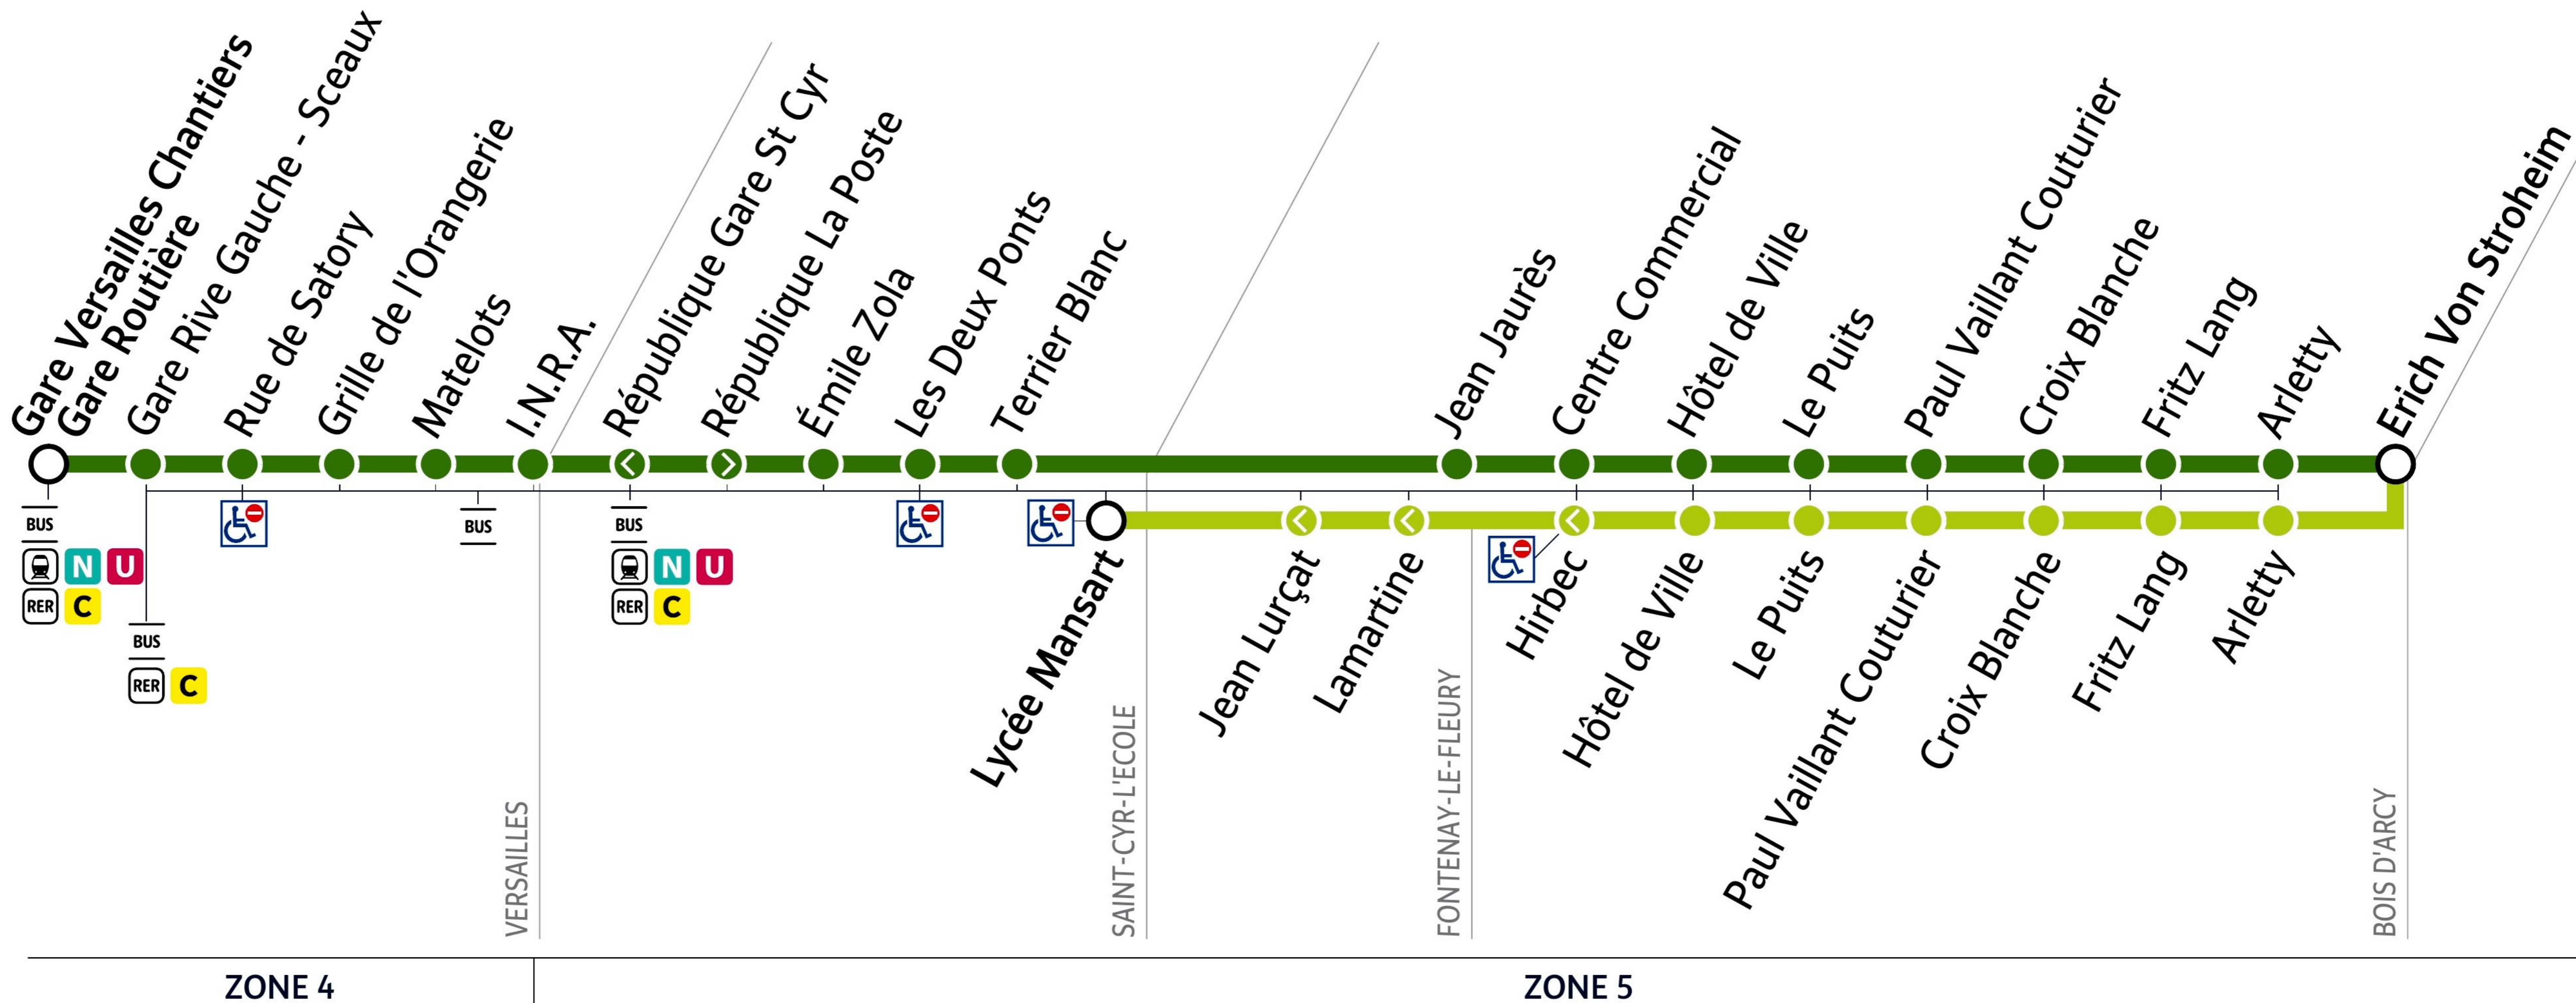 Gare Versailles Chantiers
Gare Routière
Gare Rive Gauche - Sceaux
Rue de Satory
Grille de l'Orangerie
Matelots
I.N.R.A.
République Gare St Cyr
République La Poste
Émile Zola
Les Deux Ponts
Terrier Blanc
Jean Jaurès
Centre Commercial
Hôtel de Ville
Le Puits
Paul Vaillant Couturier
Croix Blanche
Fritz Lang
Arletty
Erich Von Stroheim
BUS
N U
RER C
BUS
RER C
BUS
BUS
N U
RER C
Lycée Mansart
Jean Lurçat
Lamartine
Hirbec
Hôtel de Ville
Le Puits
Paul Vaillant Couturier
Croix Blanche
Fritz Lang
Arletty
VERSAILLES
SAINT-CYR-L'ECOLE
FONTENAY-LE-FLEURY
BOIS D'ARCY
ZONE 4
ZONE 5